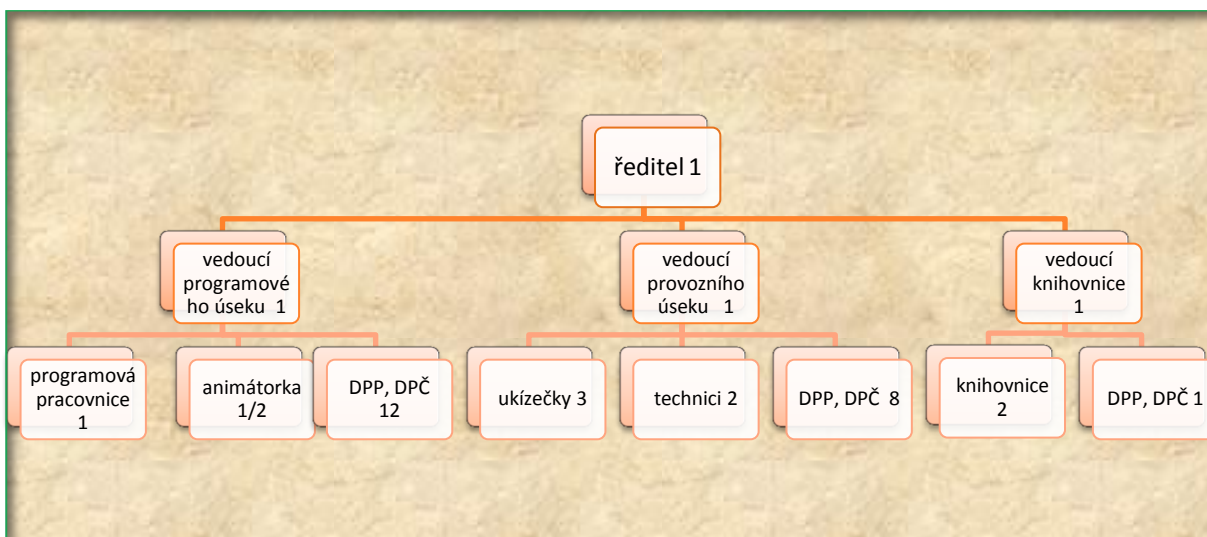 ředitel 1
vedoucí
programové
ho úseku 1
vedoucí
provozního
úseku 1
vedoucí
knihovnice
1
programová
pracovnice
1
animátorka
1/2
DPP, DPČ
12
ukízečky 3
technici 2
DPP, DPČ 8
knihovnice
2
DPP, DPČ 1